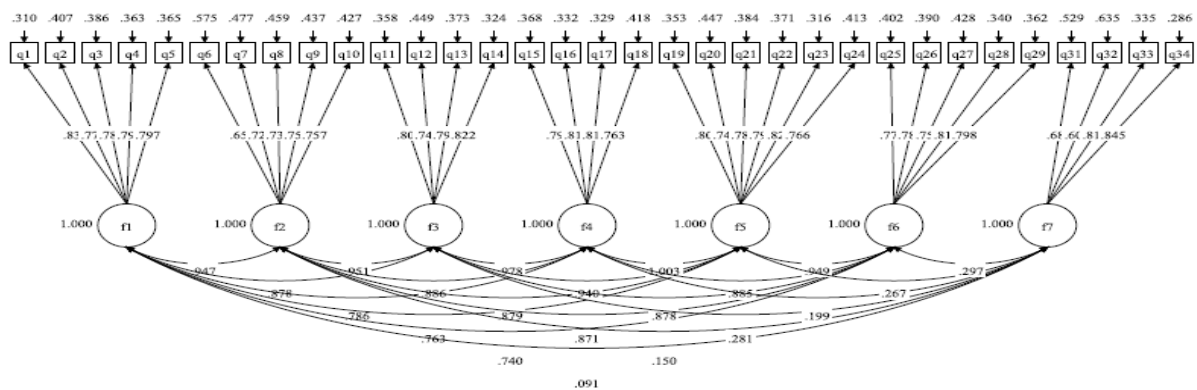 .310 .407 .386 .363 .365 .575 .477 .459 .437 .427 .358 .449 .373 .324 .368 .332 .329 .418 .353 .447 .384 .371 .316 .413 .402 .390 .428 .340 .362 .529 .635 .335 .286
q1 q2 q3 q4 q5 q6 q7 q8 q9 q10 q11 q12 q13 q14 q15 q16 q17 q18 q19 q20 q21 q22 q23 q24 q25 q26 q27 q28 q29 q31 q32 q33 q34
.797 .757 .822 .763 .766 .798 .845
1.000 f1 1.000 f2 1.000 f3 1.000 f4 1.000 f5 1.000 f6 1.000 f7
.947 .951 .978 1.003 .949 .297
.878 .886 .940 .885 .267
.786 .879 .878 .199
.763 .871 .281
.740 .150
.091